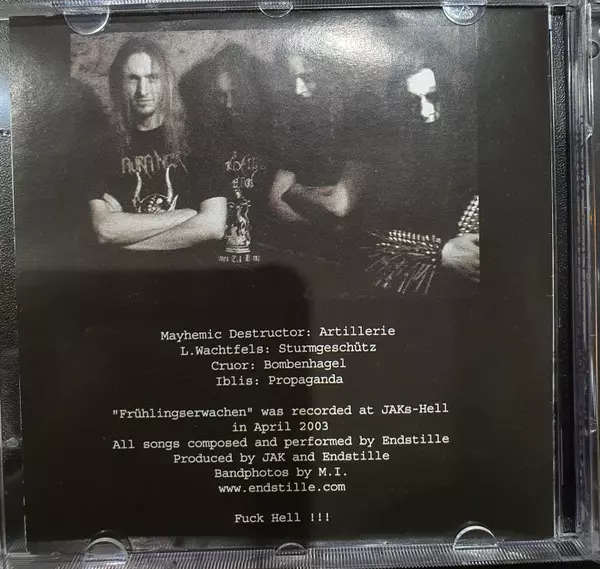 Mayhemic Destructor: Artillerie
L.Wachtfels: Sturmgeschütz
Cruor: Bombenhagel
Iblis: Propaganda
"Frühlingserwachen" was recorded at JAKs-Hell
in April 2003
All songs composed and performed by Endstille
Produced by JAK and Endstille
Bandphotos by M.I.
www.endstille.com
Fuck Hell !!!